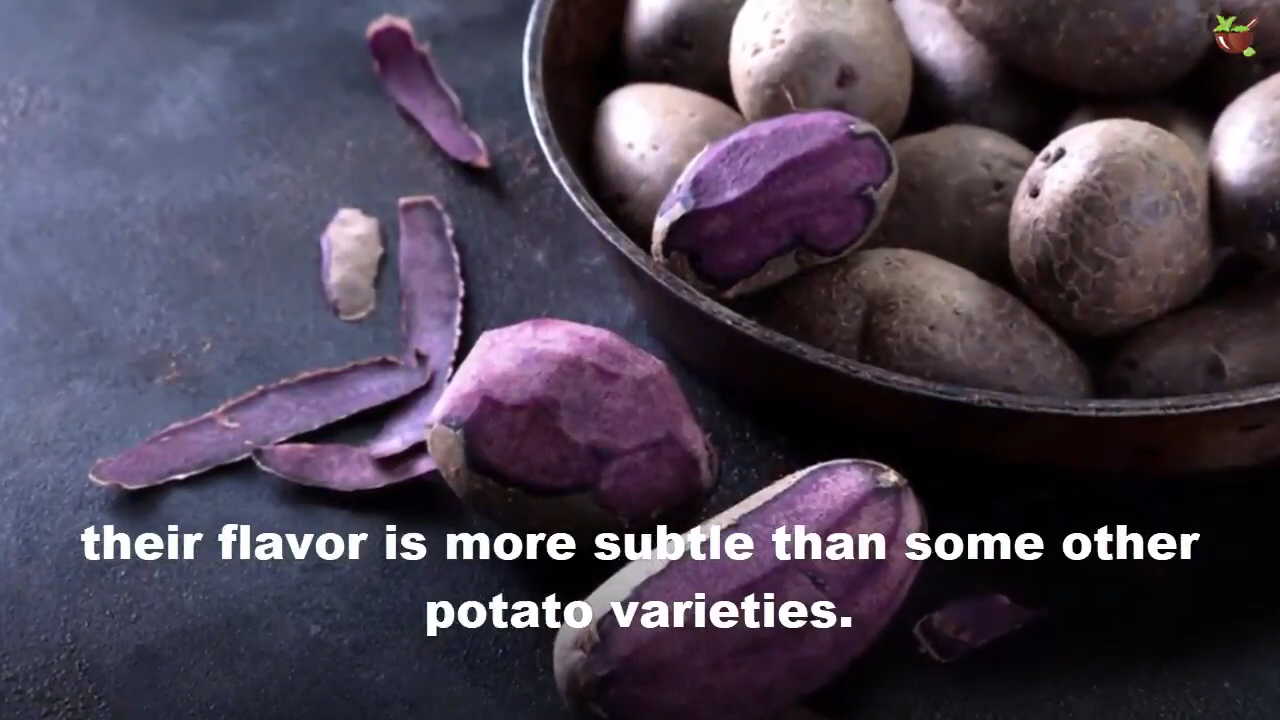 their flavor is more subtle than some other
potato varieties.